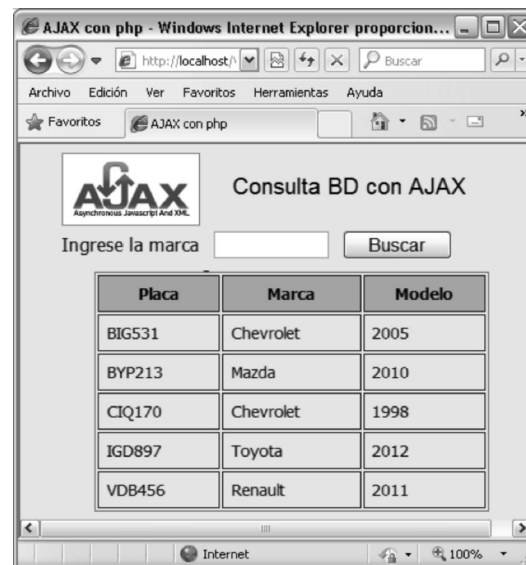 AJAX con php - Windows Internet Explorer proporcion...
http://localhost/
Buscar
Archivo Edición Ver Favoritos Herramientas Ayuda
Favoritos AJAX con php
AJAX
Asynchronous Javascript And XML
Consulta BD con AJAX
Ingrese la marca Buscar
Placa Marca Modelo
BIG531 Chevrolet 2005
BYP213 Mazda 2010
CIQ170 Chevrolet 1998
IGD897 Toyota 2012
VDB456 Renault 2011
Internet 100%